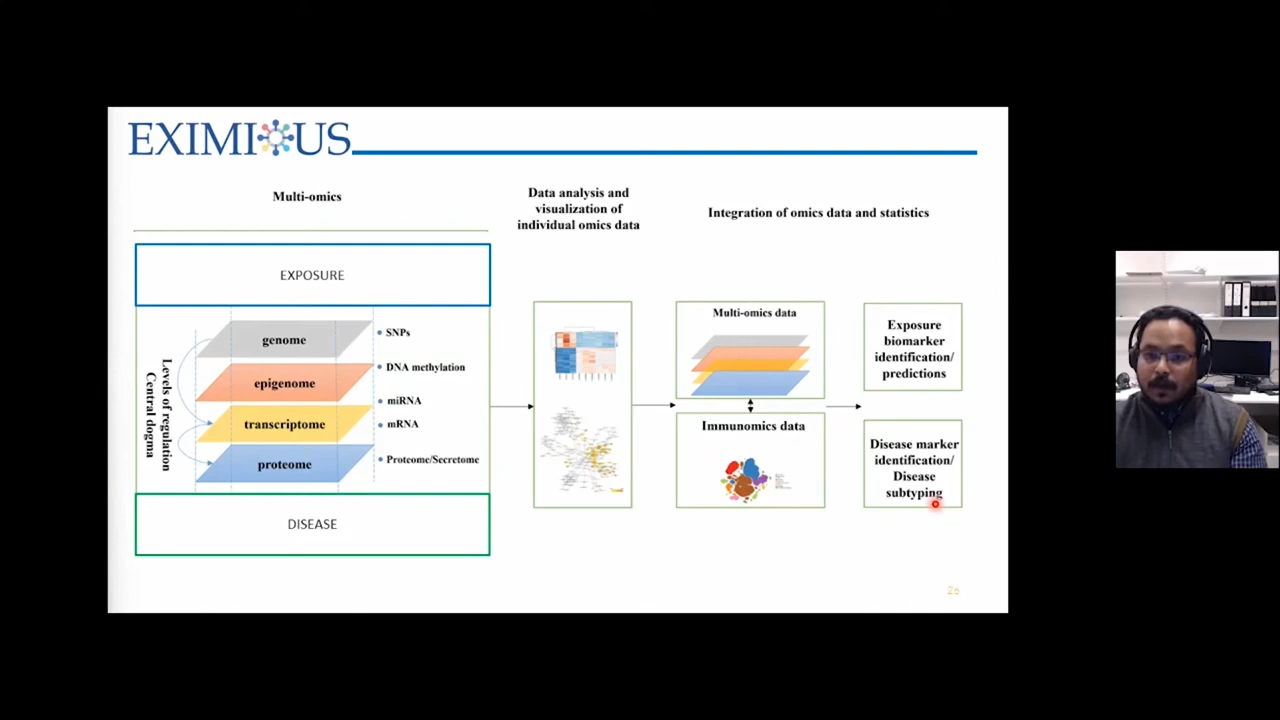 EXIMIOUS
Multi-omics
Data analysis and
visualization of
individual omics data
Integration of omics data and statistics
EXPOSURE
Levels of regulation
Central dogma
genome
epigenome
transcriptome
proteome
SNPs
DNA methylation
miRNA
mRNA
Proteome/Secretome
DISEASE
Multi-omics data
Immunomics data
Exposure
biomarker
identification/
predictions
Disease marker
identification/
Disease
subtyping
26